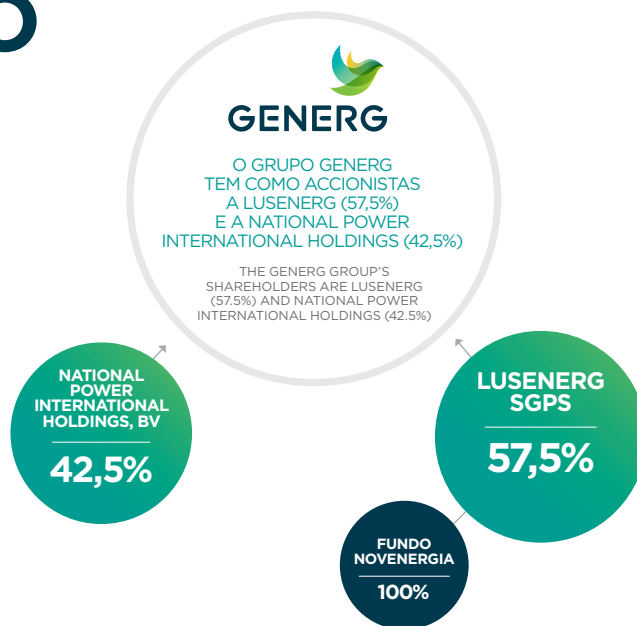 GENERG
O GRUPO GENERG
TEM COMO ACCIONISTAS
A LUSENERG (57,5%)
E A NATIONAL POWER
INTERNATIONAL HOLDINGS (42,5%)
THE GENERG GROUP'S
SHAREHOLDERS ARE LUSENERG
(57.5%) AND NATIONAL POWER
INTERNATIONAL HOLDINGS (42.5%)
NATIONAL
POWER
INTERNATIONAL
HOLDINGS, BV
42,5%
LUSENERG
SGPS
57,5%
FUNDO
NOVENERGIA
100%